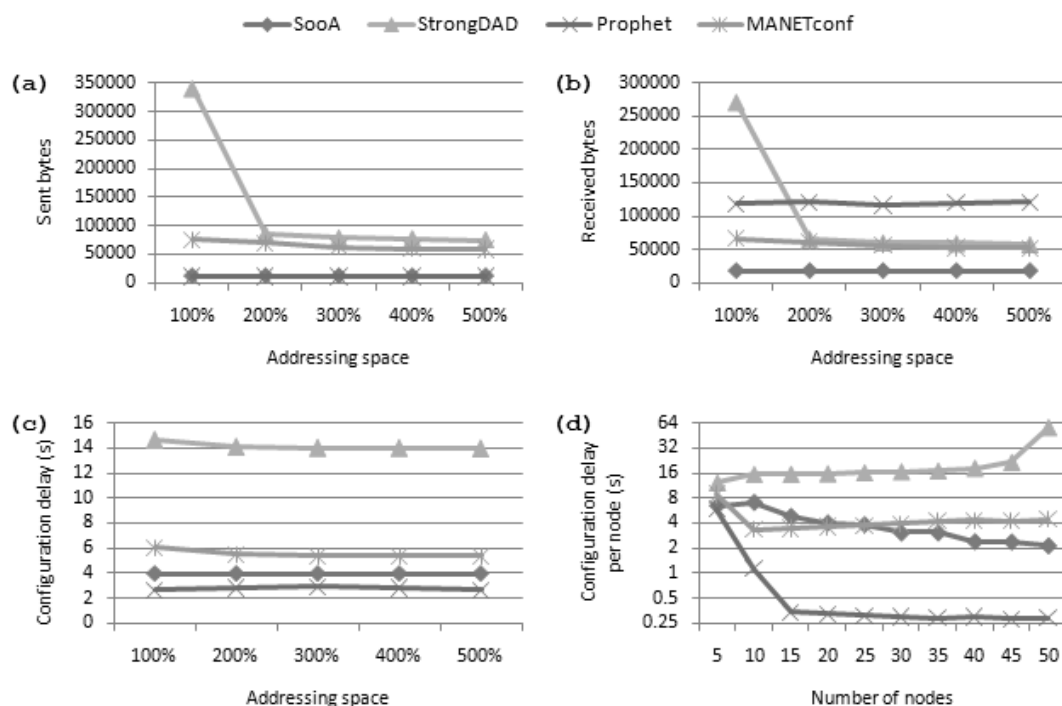 SooA StrongDAD Prophet MANETconf
(a)
Sent bytes
350000
300000
250000
200000
150000
100000
50000
0
100% 200% 300% 400% 500%
Addressing space
(b)
Received bytes
300000
250000
200000
150000
100000
50000
0
100% 200% 300% 400% 500%
Addressing space
(c)
Configuration delay (s)
16
14
12
10
8
6
4
2
0
100% 200% 300% 400% 500%
Addressing space
(d)
Configuration delay
per node (s)
64
32
16
8
4
2
1
0.5
0.25
5 10 15 20 25 30 35 40 45 50
Number of nodes